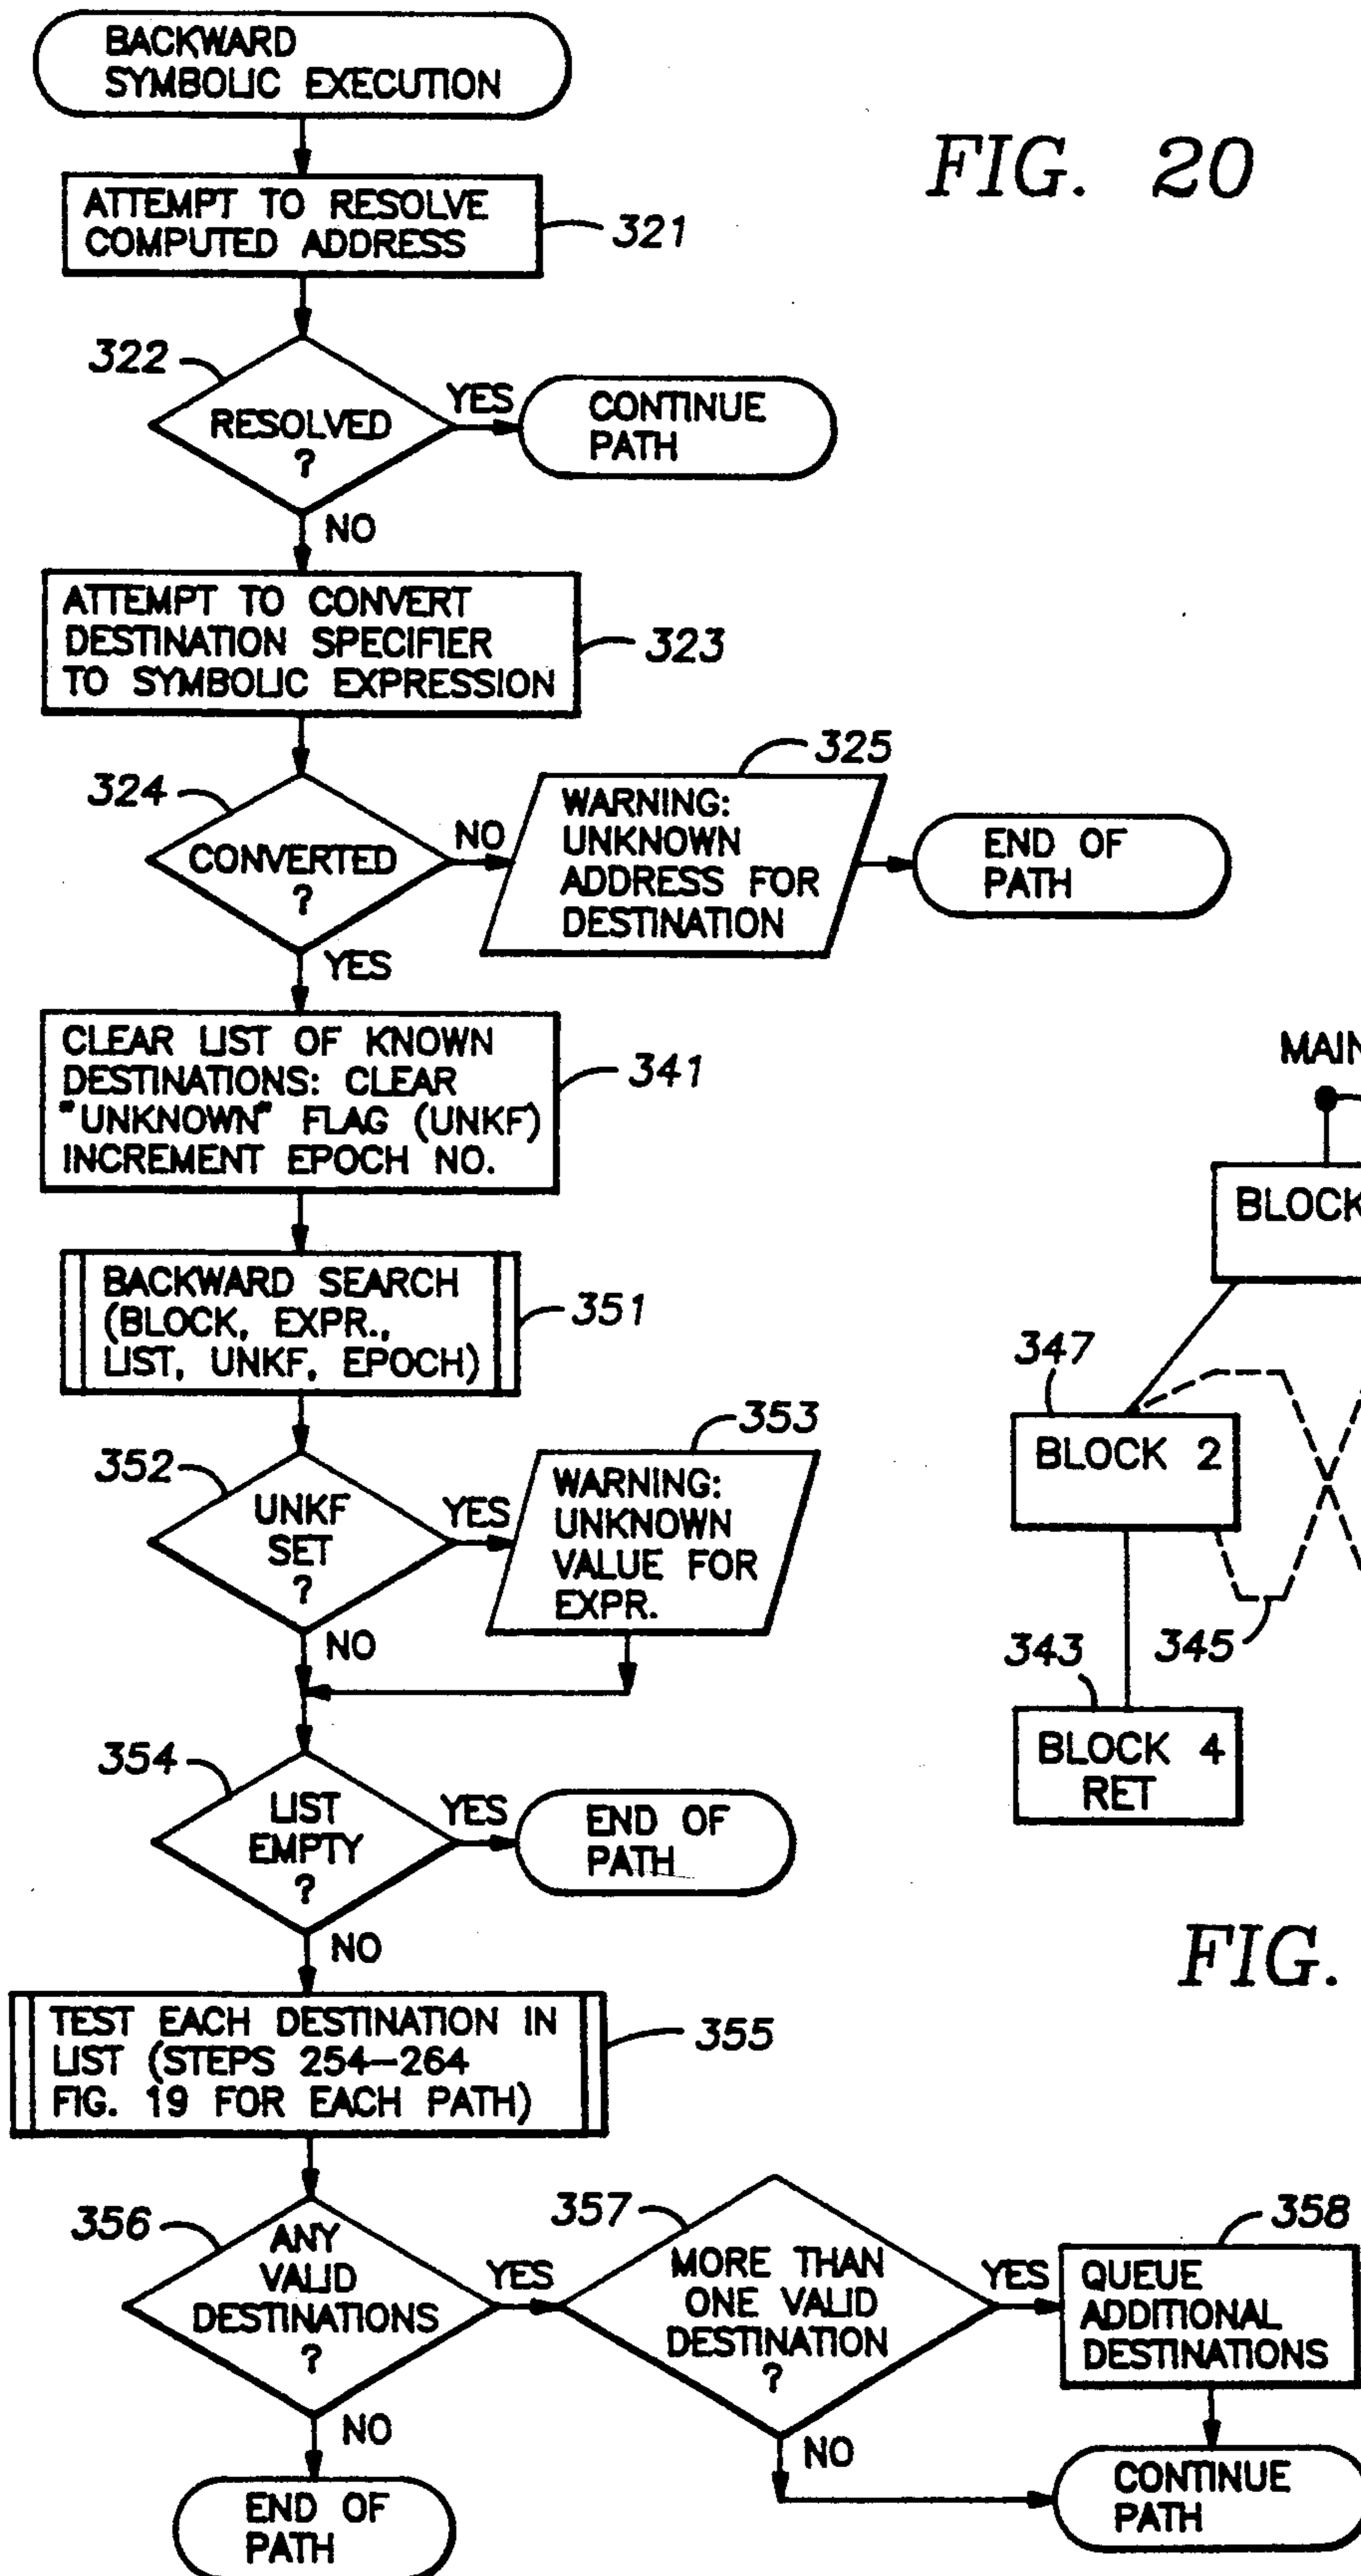 BACKWARD
SYMBOLIC EXECUTION
FIG. 20
ATTEMPT TO RESOLVE
COMPUTED ADDRESS
321
322
RESOLVED
?
YES
CONTINUE
PATH
NO
ATTEMPT TO CONVERT
DESTINATION SPECIFIER
TO SYMBOLIC EXPRESSION
323
324
CONVERTED
?
NO
325
WARNING:
UNKNOWN
ADDRESS FOR
DESTINATION
END OF
PATH
YES
CLEAR LIST OF KNOWN
DESTINATIONS: CLEAR
"UNKNOWN" FLAG (UNKF)
INCREMENT EPOCH NO.
341
BACKWARD SEARCH
(BLOCK, EXPR.,
LIST, UNKF, EPOCH)
351
352
UNKF
SET
?
YES
353
WARNING:
UNKNOWN
VALUE FOR
EXPR.
NO
354
LIST
EMPTY
?
YES
END OF
PATH
NO
TEST EACH DESTINATION IN
LIST (STEPS 254-264
FIG. 19 FOR EACH PATH)
355
356
ANY
VALID
DESTINATIONS
?
YES
357
MORE THAN
ONE VALID
DESTINATION
?
YES
358
QUEUE
ADDITIONAL
DESTINATIONS
NO
END OF
PATH
NO
CONTINUE
PATH
MAIN
BLOCK
347
BLOCK 2
345
343
BLOCK 4
RET
FIG.